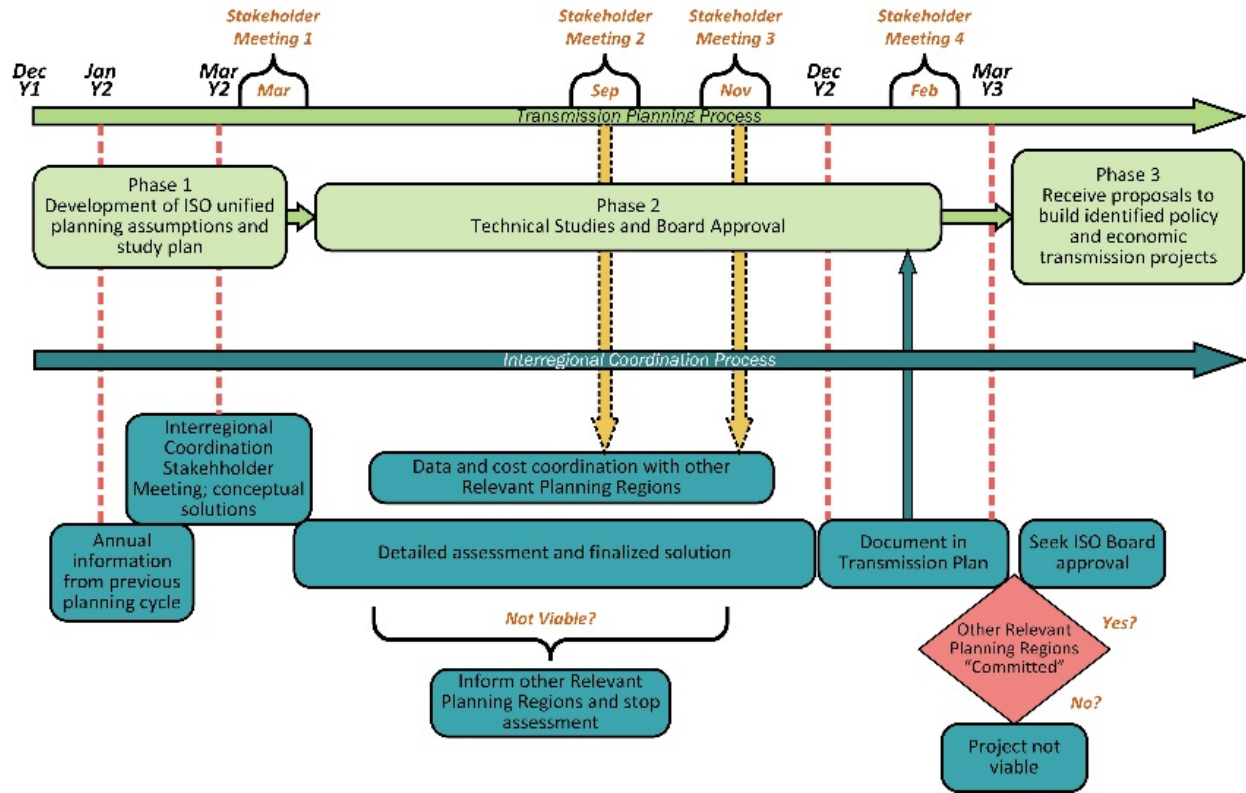 Stakeholder
Meeting 1
Stakeholder
Meeting 2
Stakeholder
Meeting 3
Stakeholder
Meeting 4
Dec
Y1
Jan
Y2
Mar
Y2
Mar
Sep
Nov
Dec
Y2
Feb
Mar
Y3
Transmission Planning Process
Phase 1
Development of ISO unified
planning assumptions and
study plan
Phase 2
Technical Studies and Board Approval
Phase 3
Receive proposals to
build identified policy
and economic
transmission projects
Interregional Coordination Process
Interregional
Coordination
Stakehholder
Meeting; conceptual
solutions
Data and cost coordination with other
Relevant Planning Regions
Annual
information
from previous
planning cycle
Detailed assessment and finalized solution
Document in
Transmission Plan
Seek ISO Board
approval
Not Viable?
Inform other Relevant
Planning Regions and stop
assessment
Other Relevant
Planning Regions
"Committed"
Yes?
No?
Project not
viable